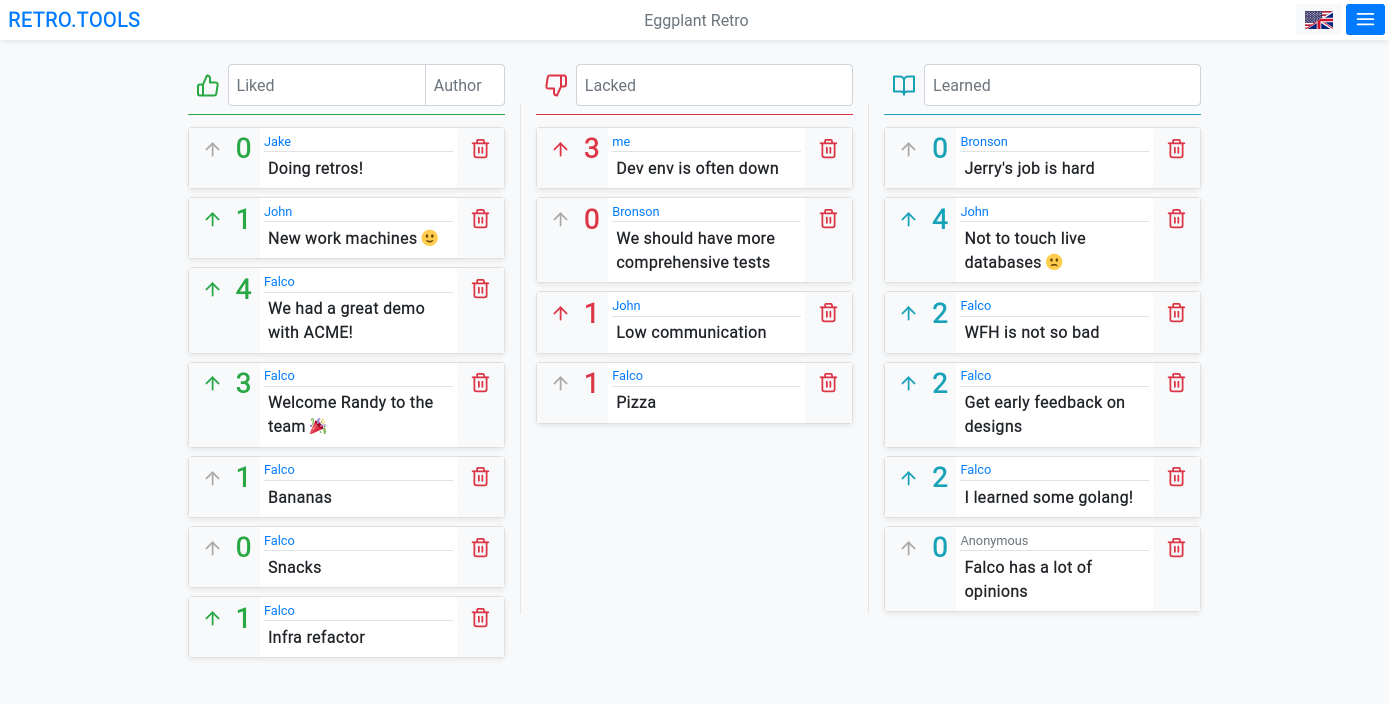 RETRO.TOOLS
Eggplant Retro
Liked
Author
0
Jake
Doing retros!
1
John
New work machines 🙂
4
Falco
We had a great demo
with ACME!
3
Falco
Welcome Randy to the
team 🎉
1
Falco
Bananas
0
Falco
Snacks
1
Falco
Infra refactor
Lacked
3
me
Dev env is often down
0
Bronson
We should have more
comprehensive tests
1
John
Low communication
1
Falco
Pizza
Learned
0
Bronson
Jerry's job is hard
4
John
Not to touch live
databases 🙁
2
Falco
WFH is not so bad
2
Falco
Get early feedback on
designs
2
Falco
I learned some golang!
0
Anonymous
Falco has a lot of
opinions